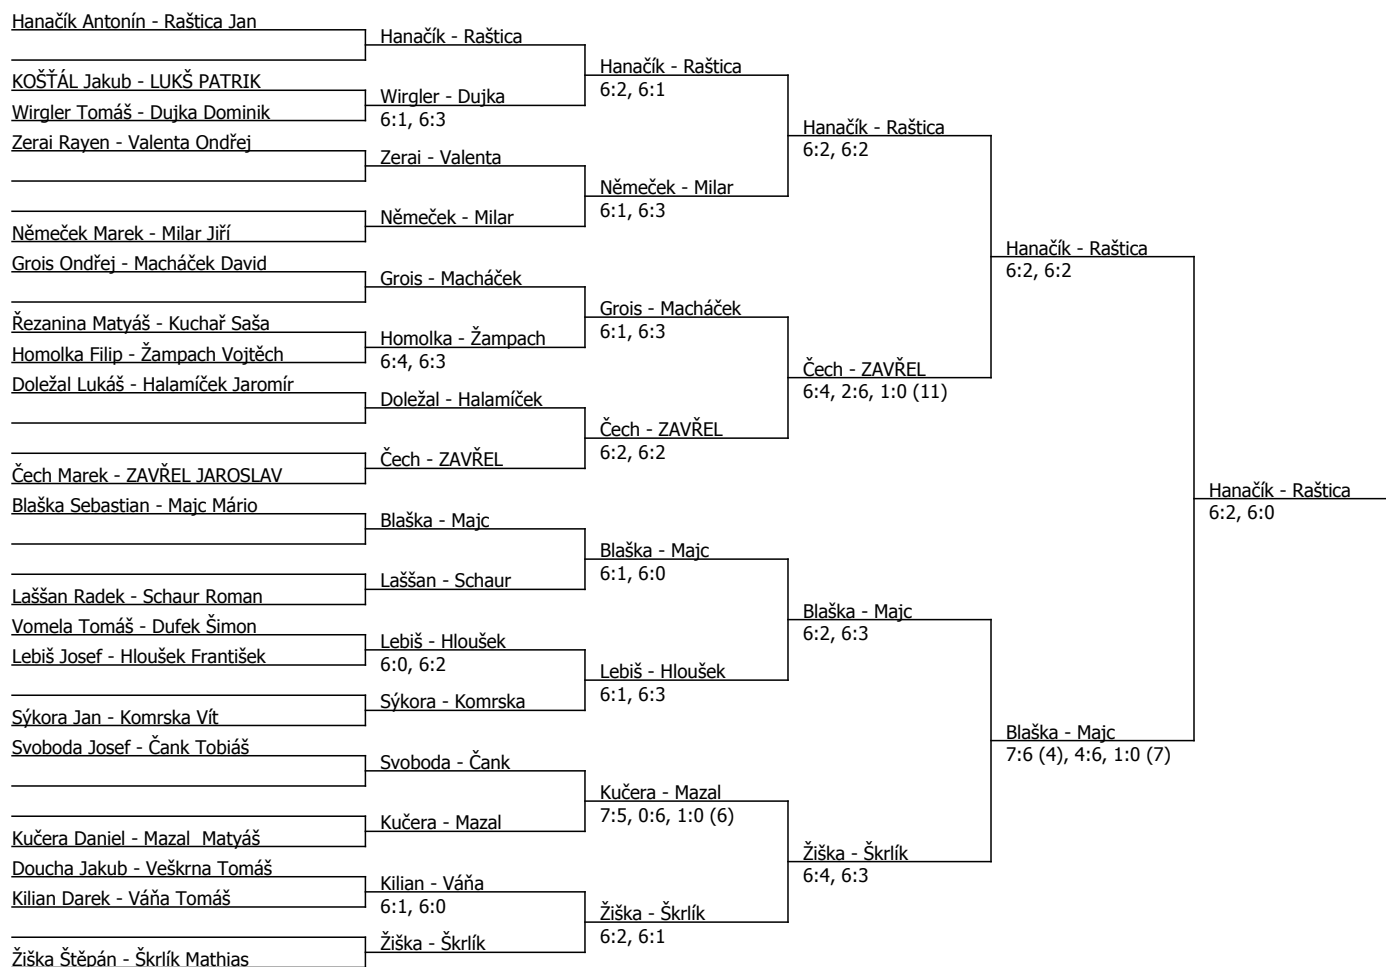 Hanačík Antonín - Raštica Jan
KOŠŤÁL Jakub - LUKŠ PATRIK
Wirgler Tomáš - Dujka Dominik
Zerai Rayen - Valenta Ondřej
Němeček Marek - Milar Jiří
Grois Ondřej - Macháček David
Řezanina Matyáš - Kuchař Saša
Homolka Filip - Žampach Vojtěch
Doležal Lukáš - Halamíček Jaromír
Čech Marek - ZAVŘEL JAROSLAV
Blaška Sebastian - Majc Mário
Laššan Radek - Schaur Roman
Vomela Tomáš - Dufek Šimon
Lebiš Josef - Hloušek František
Sýkora Jan - Komrska Vít
Svoboda Josef - Čank Tobiáš
Kučera Daniel - Mazal  Matyáš
Doucha Jakub - Veškrna Tomáš
Kilian Darek - Váňa Tomáš
Žiška Štěpán - Škrlík Mathias
Hanačík - Raštica
Wirgler - Dujka
6:1, 6:3
Zerai - Valenta
Němeček - Milar
Grois - Macháček
Homolka - Žampach
6:4, 6:3
Doležal - Halamíček
Čech - ZAVŘEL
Blaška - Majc
Laššan - Schaur
Lebiš - Hloušek
6:0, 6:2
Sýkora - Komrska
Svoboda - Čank
Kučera - Mazal
Kilian - Váňa
6:1, 6:0
Žiška - Škrlík
Hanačík - Raštica
6:2, 6:1
Němeček - Milar
6:1, 6:3
Grois - Macháček
6:1, 6:3
Čech - ZAVŘEL
6:2, 6:2
Blaška - Majc
6:1, 6:0
Lebiš - Hloušek
6:1, 6:3
Kučera - Mazal
7:5, 0:6, 1:0 (6)
Žiška - Škrlík
6:2, 6:1
Hanačík - Raštica
6:2, 6:2
Čech - ZAVŘEL
6:4, 2:6, 1:0 (11)
Blaška - Majc
6:2, 6:3
Žiška - Škrlík
6:4, 6:3
Hanačík - Raštica
6:2, 6:2
Blaška - Majc
7:6 (4), 4:6, 1:0 (7)
Hanačík - Raštica
6:2, 6:0